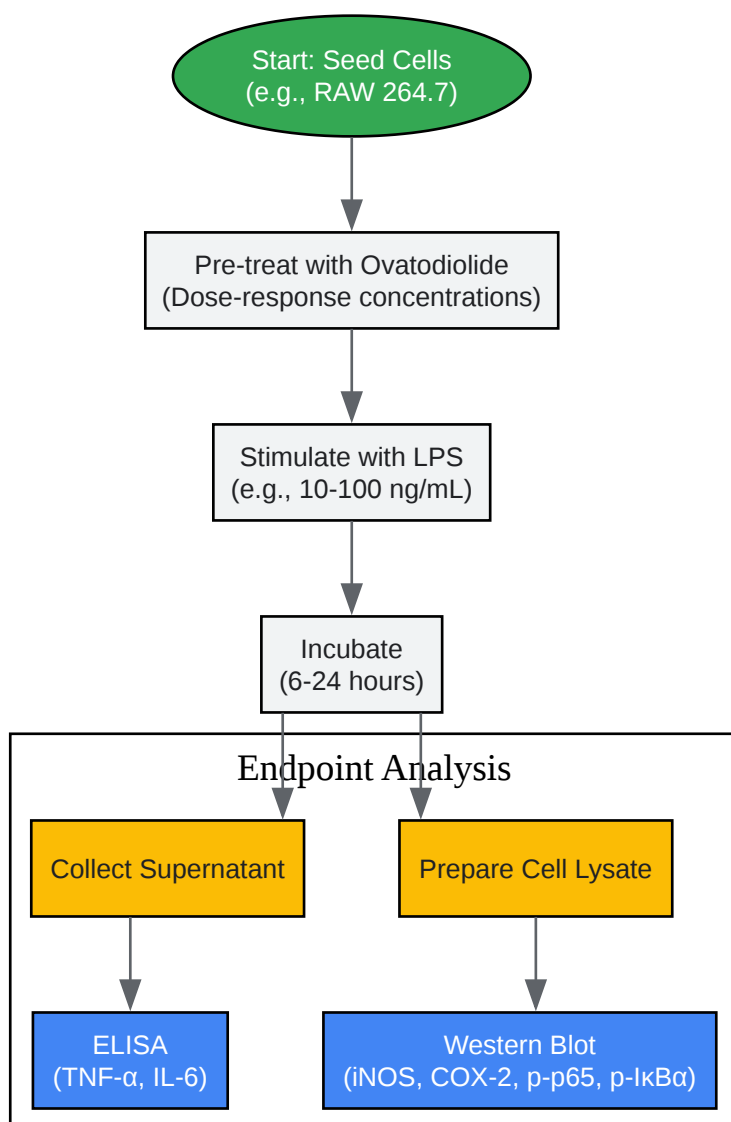 Start: Seed Cells
(e.g., RAW 264.7)
Pre-treat with Ovatodiolide
(Dose-response concentrations)
Stimulate with LPS
(e.g., 10-100 ng/mL)
Incubate
(6-24 hours)
Endpoint Analysis
Collect Supernatant
Prepare Cell Lysate
ELISA
(TNF-α, IL-6)
Western Blot
(iNOS, COX-2, p-p65, p-IκBα)